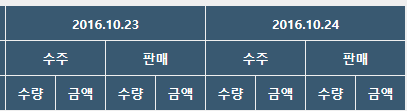 2016.10.23 2016.10.24
수주 판매 수주 판매
수량 금액 수량 금액 수량 금액 수량 금액